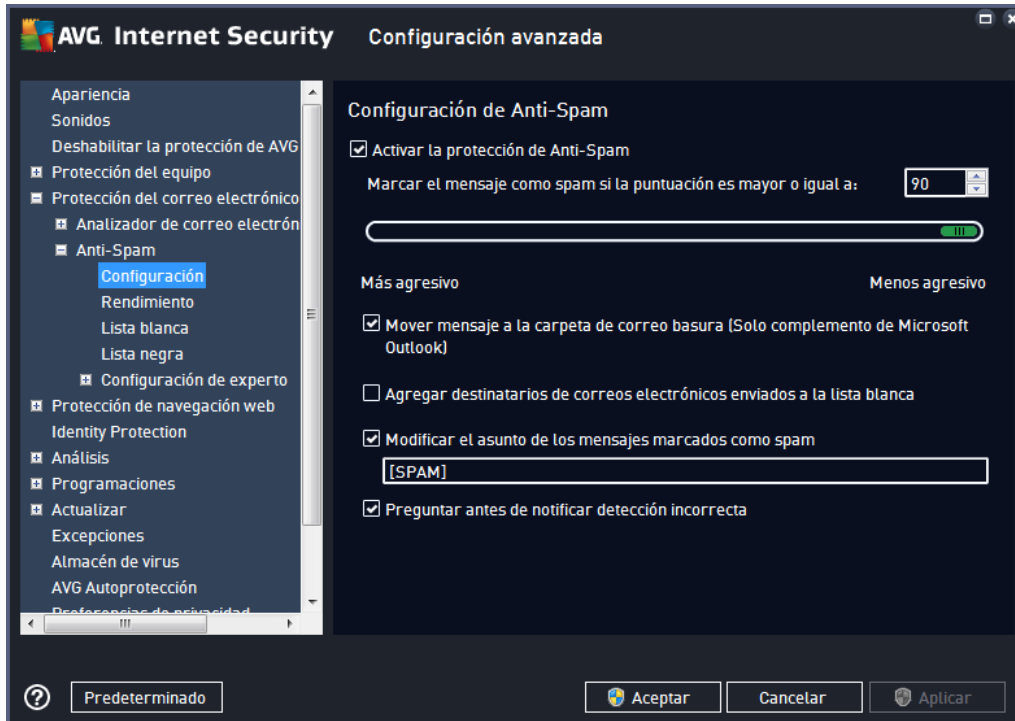 AVG. Internet Security Configuración avanzada
Apariencia
Sonidos
Deshabilitar la protección de AVG
Protección del equipo
Protección del correo electrónico
Analizador de correo electrón
Anti-Spam
Configuración
Rendimiento
Lista blanca
Lista negra
Configuración de experto
Protección de navegación web
Identity Protection
Análisis
Programaciones
Actualizar
Excepciones
Almacén de virus
AVG Autoprotección
Preferencias de privacidad
Configuración de Anti-Spam
Activar la protección de Anti-Spam
Marcar el mensaje como spam si la puntuación es mayor o igual a: 90
Más agresivo Menos agresivo
Mover mensaje a la carpeta de correo basura (Solo complemento de Microsoft
Outlook)
Agregar destinatarios de correos electrónicos enviados a la lista blanca
Modificar el asunto de los mensajes marcados como spam
[SPAM]
Preguntar antes de notificar detección incorrecta
? Predeterminado Aceptar Cancelar Aplicar